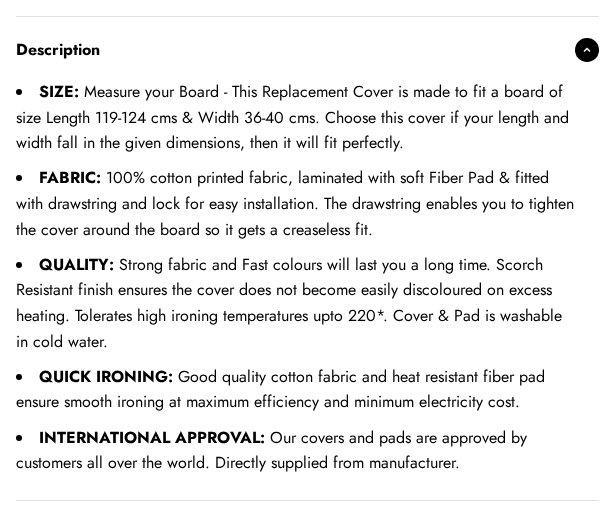 Description
• SIZE: Measure your Board - This Replacement Cover is made to fit a board of
size Length 119-124 cms & Width 36-40 cms. Choose this cover if your length and
width fall in the given dimensions, then it will fit perfectly.
• FABRIC: 100% cotton printed fabric, laminated with soft Fiber Pad & fitted
with drawstring and lock for easy installation. The drawstring enables you to tighten
the cover around the board so it gets a creaseless fit.
• QUALITY: Strong fabric and Fast colours will last you a long time. Scorch
Resistant finish ensures the cover does not become easily discoloured on excess
heating. Tolerates high ironing temperatures upto 220*. Cover & Pad is washable
in cold water.
• QUICK IRONING: Good quality cotton fabric and heat resistant fiber pad
ensure smooth ironing at maximum efficiency and minimum electricity cost.
• INTERNATIONAL APPROVAL: Our covers and pads are approved by
customers all over the world. Directly supplied from manufacturer.